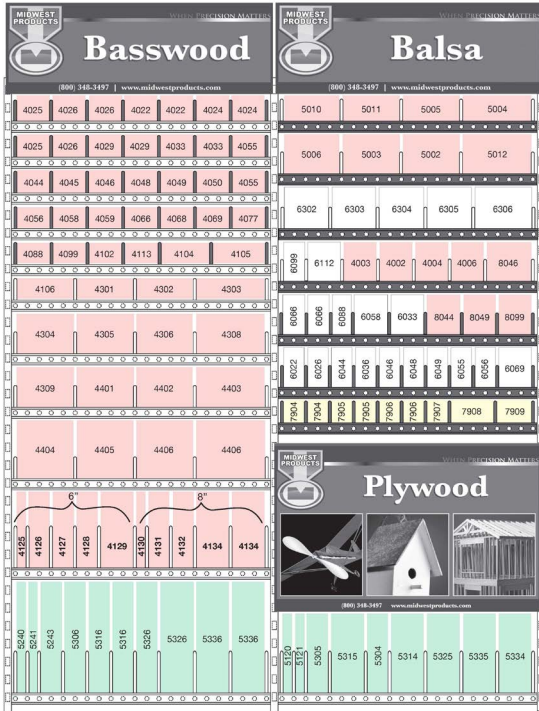 MIDWEST
PRODUCTS
WHEN PRECISION MATTERS
Basswood
(800) 348-3497 | www.midwestproducts.com
4025 4026 4026 4022 4022 4024 4024
4025 4026 4029 4029 4033 4033 4055
4044 4045 4046 4048 4049 4050 4055
4056 4058 4059 4066 4068 4069 4077
4088 4099 4102 4113 4104 4105
4106 4301 4302 4303
4304 4305 4306 4308
4309 4401 4402 4403
4404 4405 4406 4406
6" 8"
4125 4126 4127 4128 4129 4130 4131 4132 4134 4134
5240 5241 5243 5306 5316 5316 5326 5326 5336 5336
MIDWEST
PRODUCTS
WHEN PRECISION MATTERS
Balsa
(800) 348-3497 | www.midwestproducts.com
5010 5011 5005 5004
5006 5003 5002 5012
6302 6303 6304 6305 6306
6099 6112 4003 4002 4004 4006 8046
6066 6066 6088 6058 6033 8044 8049 8099
6022 6026 6044 6036 6046 6048 6049 6055 6056 6069
7904 7904 7905 7905 7906 7906 7907 7908 7909
MIDWEST
PRODUCTS
WHEN PRECISION MATTERS
Plywood
(800) 348-3497 www.midwestproducts.com
5120 5121 5305 5315 5304 5314 5325 5335 5334